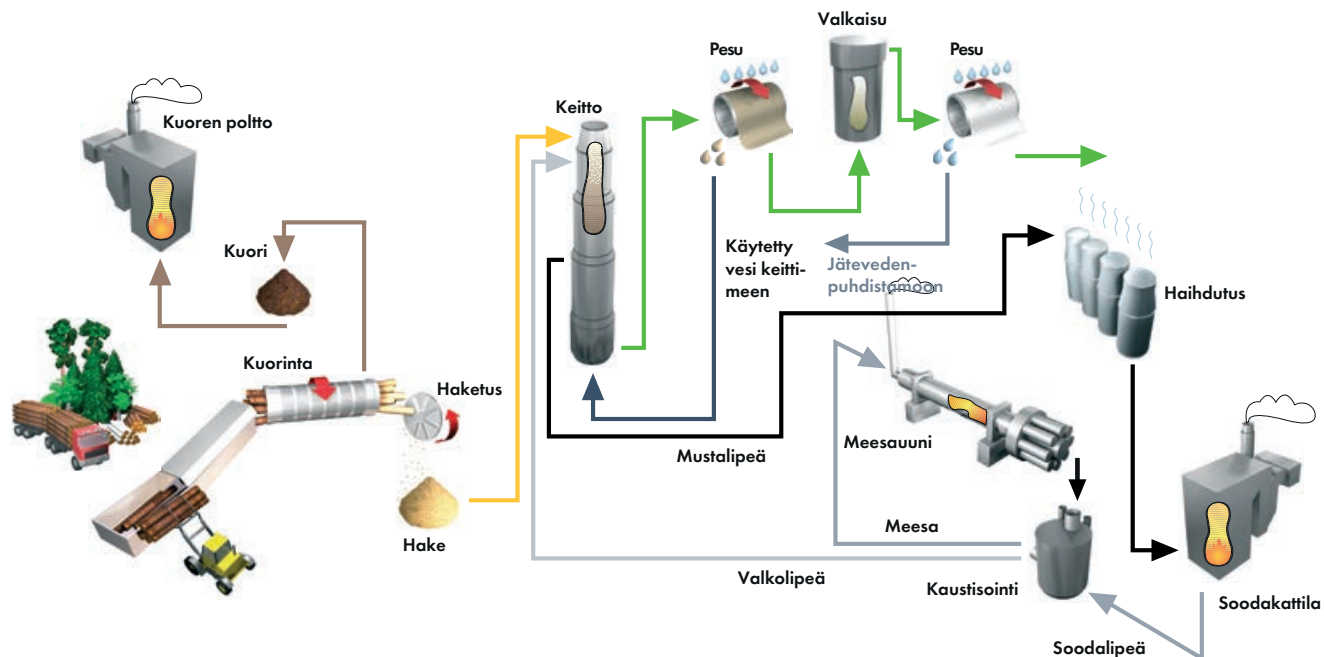 Valkaisu
Pesu
Pesu
Keitto
Kuoren poltto
Kuori
Käytetty
vesi keitti-
meen
Jäteveden-
puhdistamoon
Haihdutus
Kuorinta
Haketus
Mustalipeä
Meesauuni
Hake
Meesa
Valkolipeä
Kaustisointi
Soodakattila
Soodalipeä